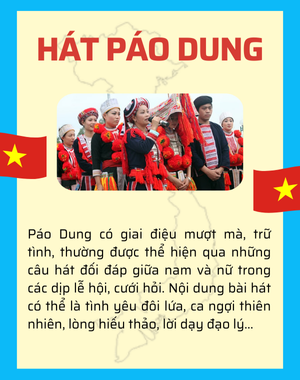 HÁT PÁO DUNG
Páo Dung có giai điệu mượt mà, trữ
tình, thường được thể hiện qua những
câu hát đối đáp giữa nam và nữ trong
các dịp lễ hội, cưới hỏi. Nội dung bài hát
có thể là tình yêu đôi lứa, ca ngợi thiên
nhiên, lòng hiếu thảo, lời dạy đạo lý...